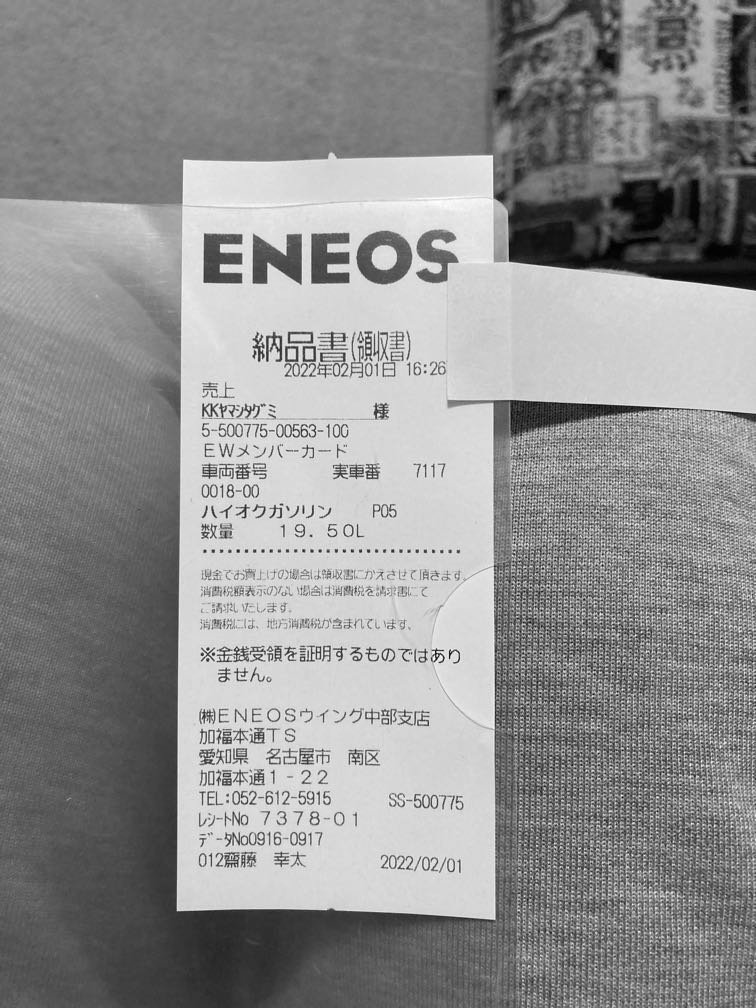 ENEOS
納品書(領収書)
2022年02月01日 16:26
売上
KKヤマシタグミ 様
5-500775-00563-100
EWメンバーカード
車両番号 実車番 7117
0018-00
ハイオクガソリン P05
数量 19.50L
現金でお買上げの場合は領収書にかえさせて頂きます。
消費税額表示のない場合は消費税を請求書にて
ご請求いたします。
消費税には、地方消費税が含まれています。
※金銭受領を証明するものではあり
ません。
㈱ENEOSウイング中部支店
加福本通TS
愛知県 名古屋市 南区
加福本通1-22
TEL:052-612-5915 SS-500775
レシートNo 7378-01
データNo0916-0917
012齋藤 幸太 2022/02/01